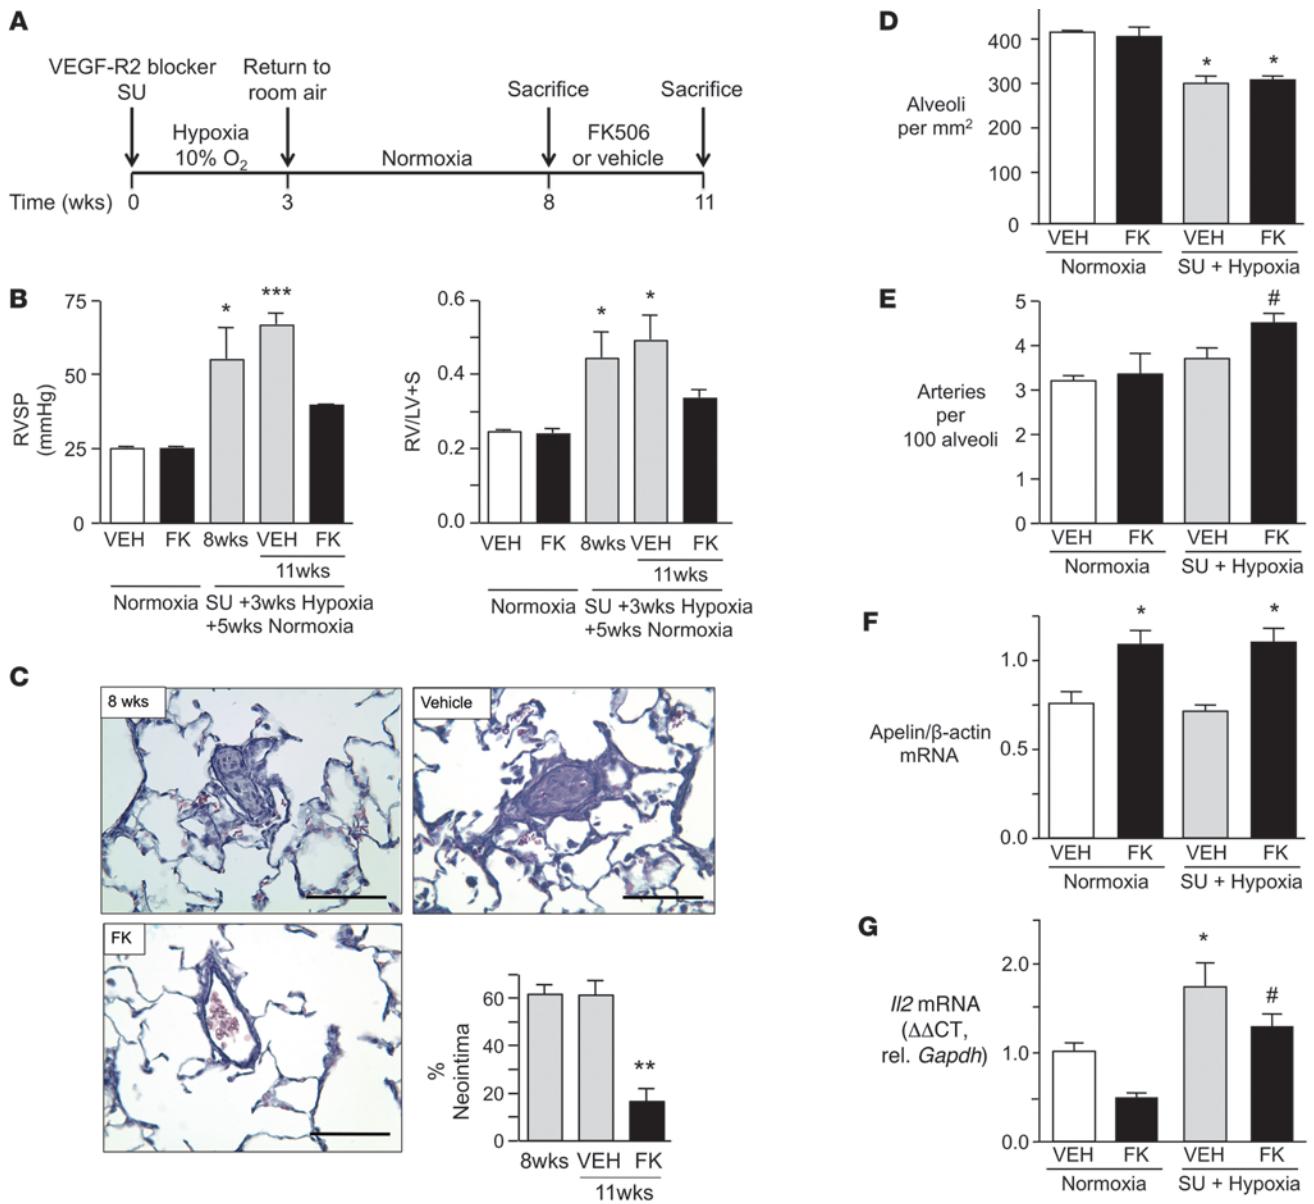 A
VEGF-R2 blocker
SU
Return to
room air
Sacrifice
Sacrifice
Hypoxia
10% O2
Normoxia
FK506
or vehicle
Time (wks)
0
3
8
11
B
RVSP
(mmHg)
75
50
25
0
*
***
VEH
FK
8wks
VEH
FK
11wks
Normoxia
SU +3wks Hypoxia
+5wks Normoxia
RV/LV+S
0.6
0.4
0.2
0.0
*
*
VEH
FK
8wks
VEH
FK
11wks
Normoxia
SU +3wks Hypoxia
+5wks Normoxia
C
8 wks
Vehicle
FK
%
Neointima
60
40
20
0
**
8wks
VEH
FK
11wks
D
Alveoli
per mm2
400
300
200
100
0
*
*
VEH
FK
VEH
FK
Normoxia
SU + Hypoxia
E
Arteries
per
100 alveoli
5
4
3
2
1
0
#
VEH
FK
VEH
FK
Normoxia
SU + Hypoxia
F
Apelin/β-actin
mRNA
1.0
0.5
0.0
*
*
VEH
FK
VEH
FK
Normoxia
SU + Hypoxia
G
Il2 mRNA
(ΔΔCT,
rel. Gapdh)
2.0
1.0
0.0
*
#
VEH
FK
VEH
FK
Normoxia
SU + Hypoxia